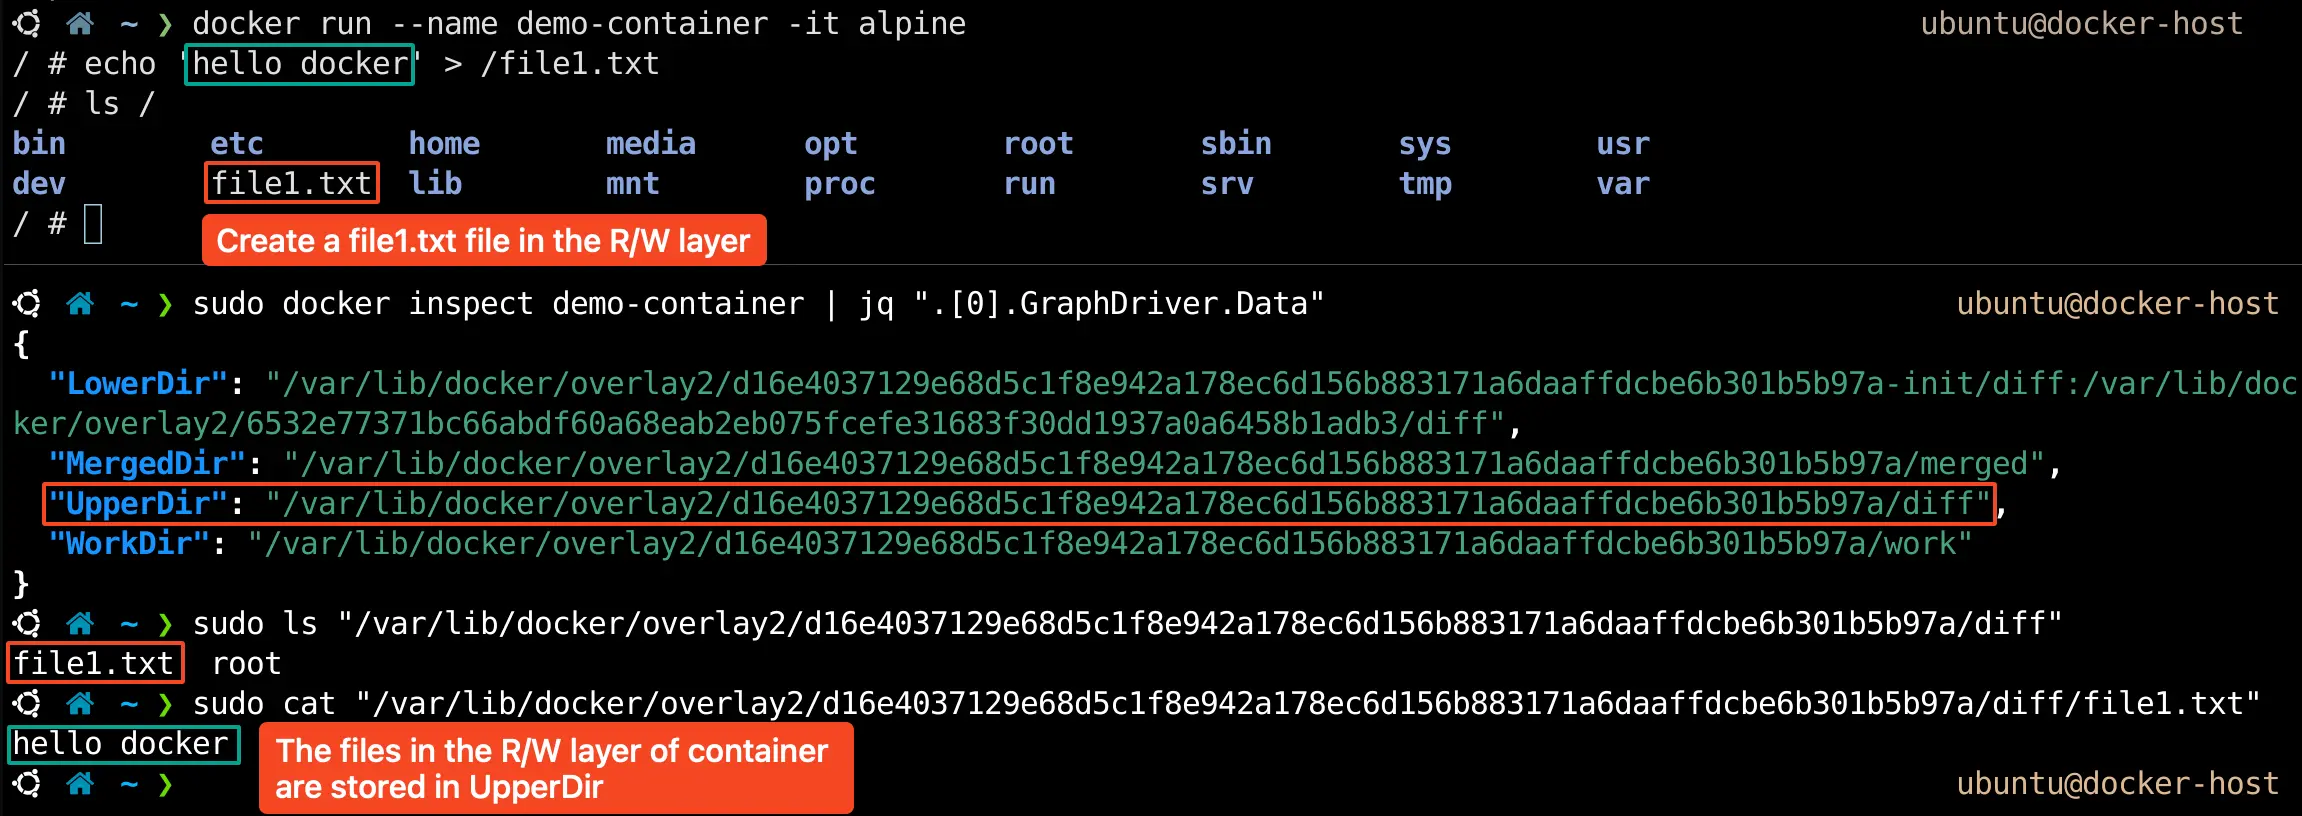 ~ ❯ docker run --name demo-container -it alpine ubuntu@docker-host
/ # echo 'hello docker' > /file1.txt
/ # ls /
bin etc home media opt root sbin sys usr
dev file1.txt lib mnt proc run srv tmp var
/ #
Create a file1.txt file in the R/W layer
~ ❯ sudo docker inspect demo-container | jq ".[0].GraphDriver.Data" ubuntu@docker-host
{
"LowerDir": "/var/lib/docker/overlay2/d16e4037129e68d5c1f8e942a178ec6d156b883171a6daaffdcbe6b301b5b97a-init/diff:/var/lib/doc
ker/overlay2/6532e77371bc66abdf60a68eab2eb075fcefe31683f30dd1937a0a6458b1adb3/diff",
"MergedDir": "/var/lib/docker/overlay2/d16e4037129e68d5c1f8e942a178ec6d156b883171a6daaffdcbe6b301b5b97a/merged",
"UpperDir": "/var/lib/docker/overlay2/d16e4037129e68d5c1f8e942a178ec6d156b883171a6daaffdcbe6b301b5b97a/diff",
"WorkDir": "/var/lib/docker/overlay2/d16e4037129e68d5c1f8e942a178ec6d156b883171a6daaffdcbe6b301b5b97a/work"
}
~ ❯ sudo ls "/var/lib/docker/overlay2/d16e4037129e68d5c1f8e942a178ec6d156b883171a6daaffdcbe6b301b5b97a/diff"
file1.txt root
~ ❯ sudo cat "/var/lib/docker/overlay2/d16e4037129e68d5c1f8e942a178ec6d156b883171a6daaffdcbe6b301b5b97a/diff/file1.txt"
hello docker
The files in the R/W layer of container
are stored in UpperDir
~ ❯ ubuntu@docker-host